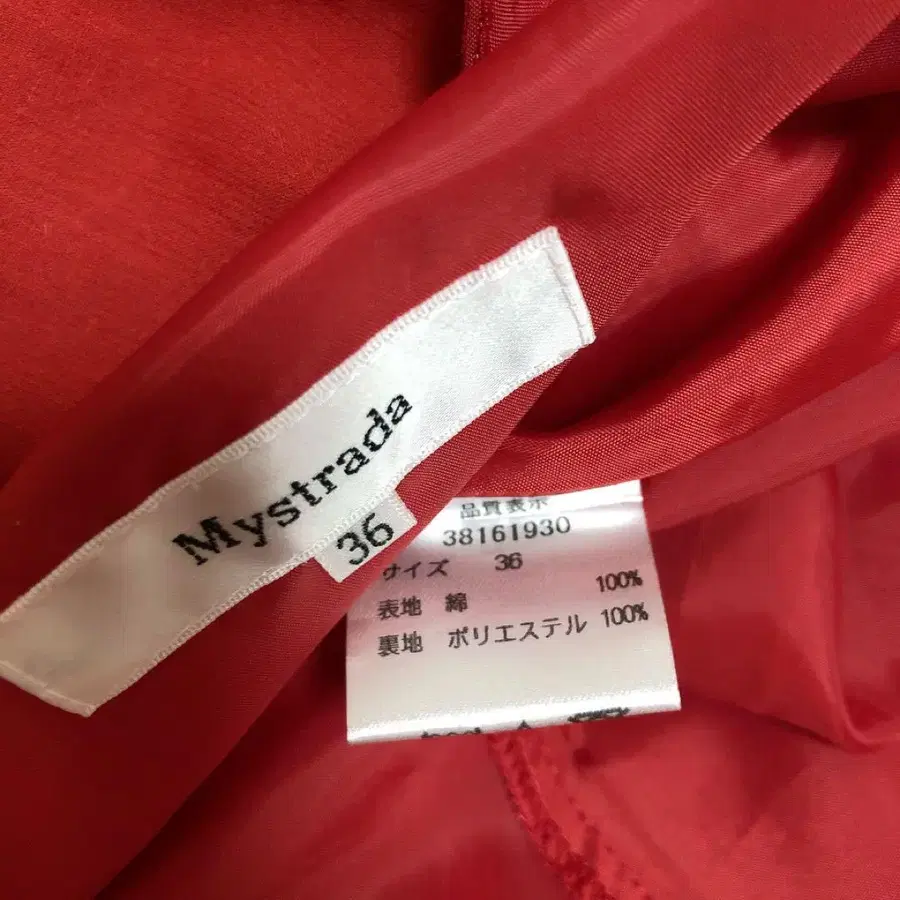 Mystrada
36
品質表示
38161930
サイズ 36
表地 綿 100%
裏地 ポリエステル 100%